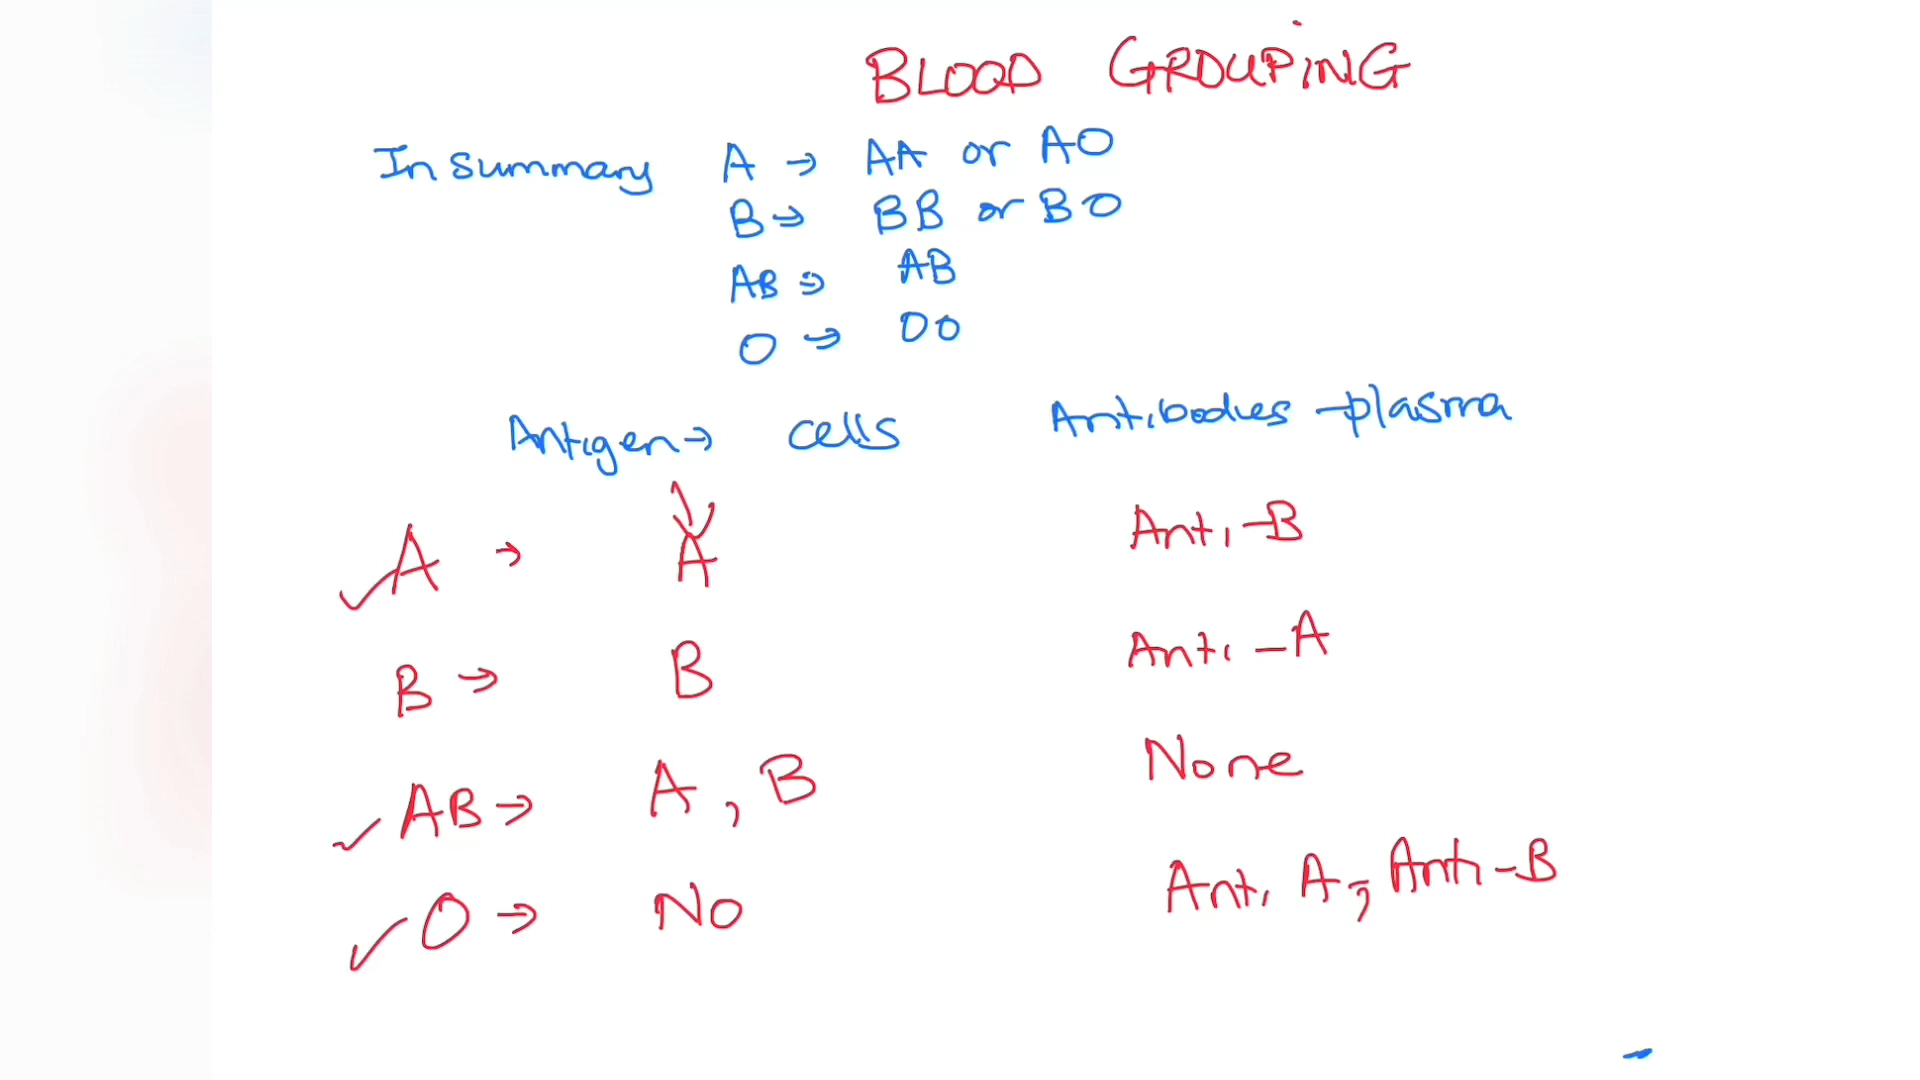 BLOOD GROUPING
In summary A → AA or AO
B → BB or BO
AB → AB
O → OO
Antigen → cells Antibodies - plasma
A → A Anti-B
B → B Anti-A
AB → A, B None
O → No Anti A, Anti-B